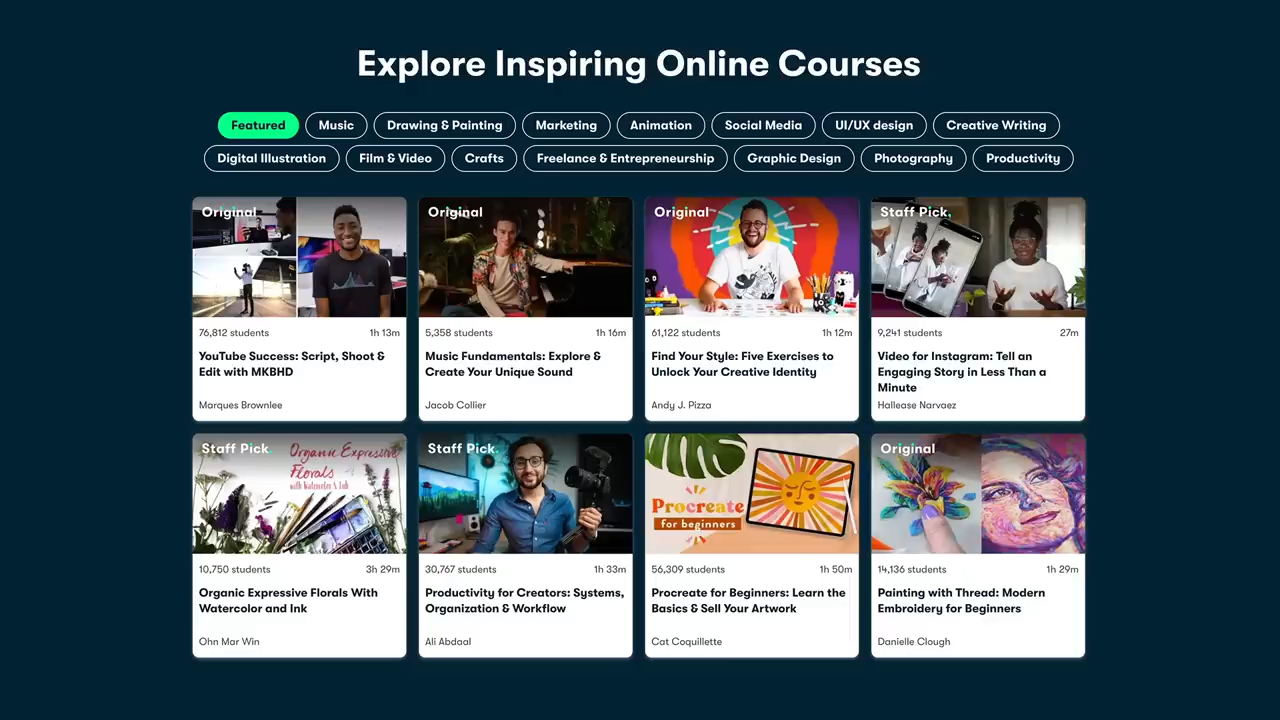 Explore Inspiring Online Courses
Featured
Music
Drawing & Painting
Marketing
Animation
Social Media
UI/UX design
Creative Writing
Digital Illustration
Film & Video
Crafts
Freelance & Entrepreneurship
Graphic Design
Photography
Productivity
Original
76,812 students
1h 13m
YouTube Success: Script, Shoot &
Edit with MKBHD
Marques Brownlee
Original
5,358 students
1h 16m
Music Fundamentals: Explore &
Create Your Unique Sound
Jacob Collier
Original
61,122 students
1h 12m
Find Your Style: Five Exercises to
Unlock Your Creative Identity
Andy J. Pizza
Staff Pick.
9,241 students
27m
Video for Instagram: Tell an
Engaging Story in Less Than a
Minute
Hallease Narvaez
Staff Pick.
Organic Expressive
Florals
with Watercolor & Ink
10,750 students
3h 29m
Organic Expressive Florals With
Watercolor and Ink
Ohn Mar Win
Staff Pick.
30,767 students
1h 33m
Productivity for Creators: Systems,
Organization & Workflow
Ali Abdaal
Procreate
for beginners
56,309 students
1h 50m
Procreate for Beginners: Learn the
Basics & Sell Your Artwork
Cat Coquillette
Original
14,136 students
1h 29m
Painting with Thread: Modern
Embroidery for Beginners
Danielle Clough